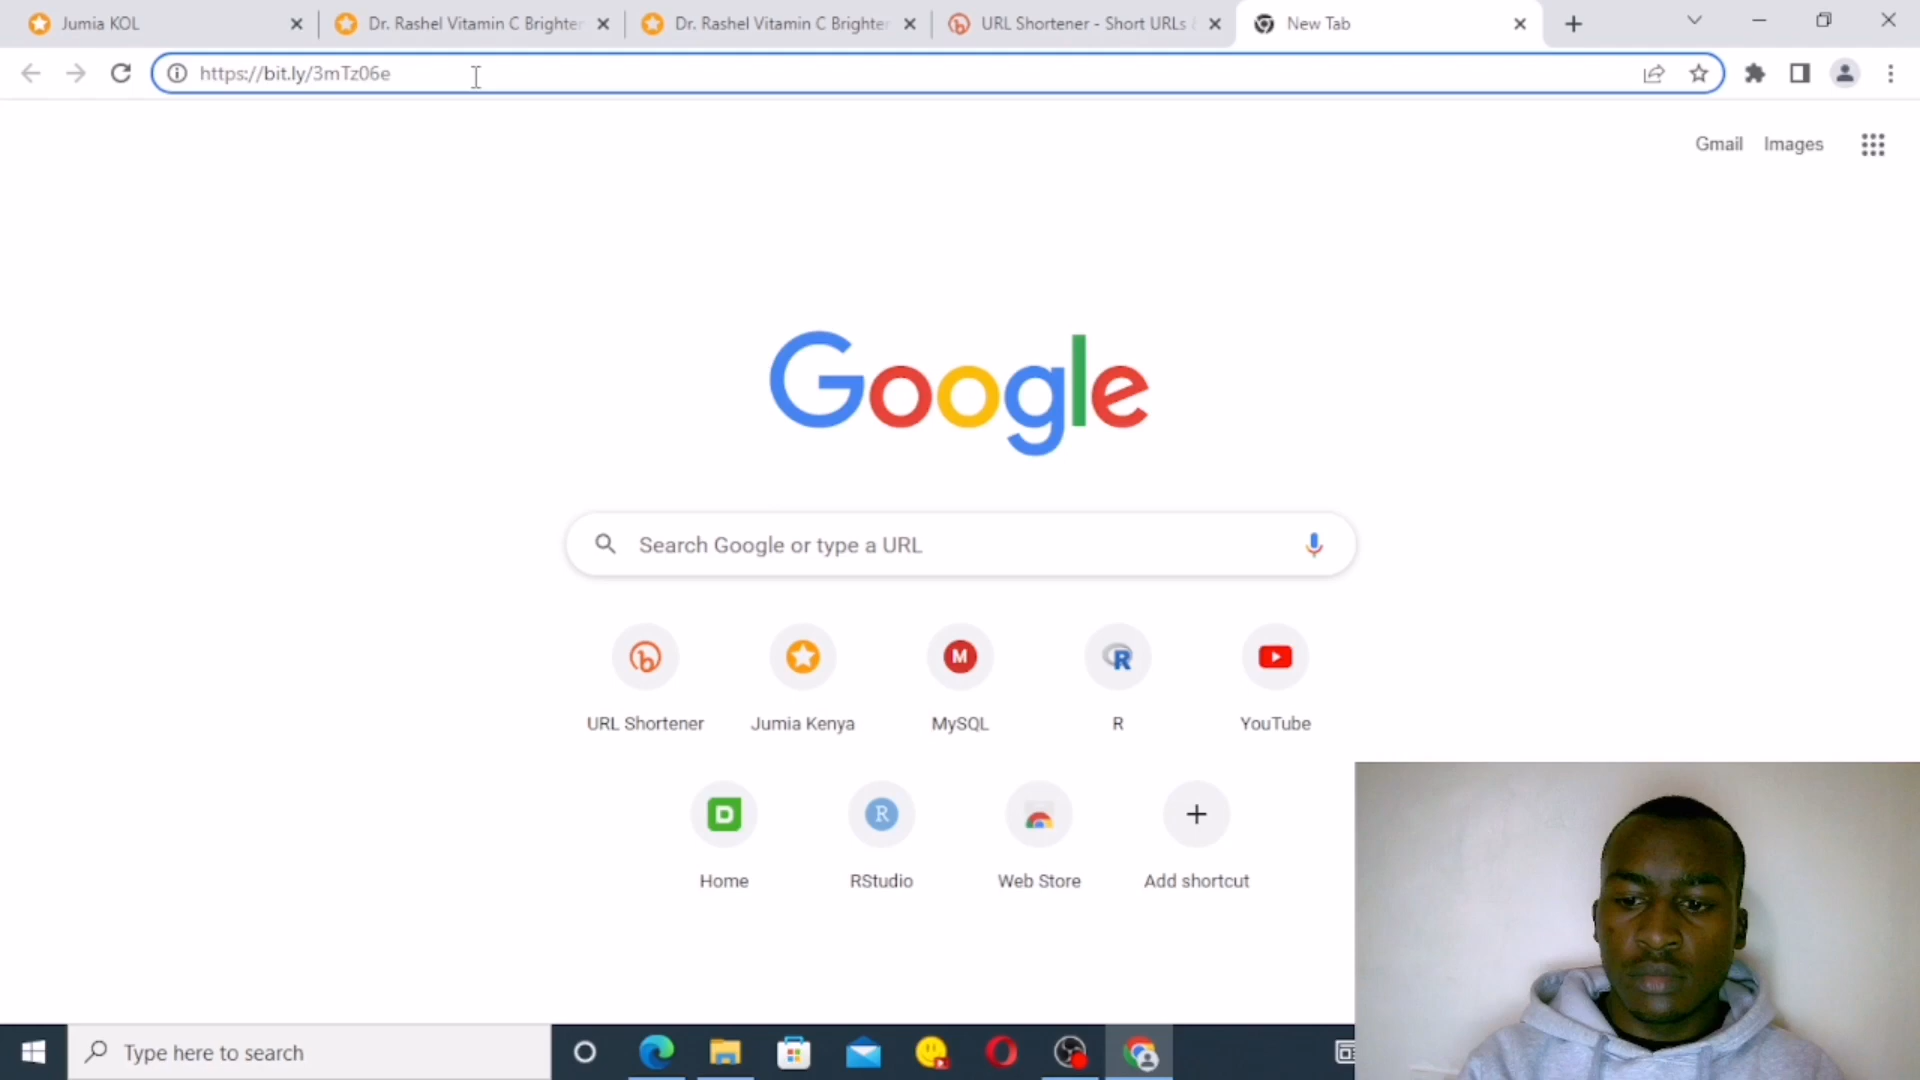 Jumia KOL
Dr. Rashel Vitamin C Brighter
Dr. Rashel Vitamin C Brighter
URL Shortener - Short URLs &
New Tab
https://bit.ly/3mTz06e
Gmail Images
Google
Search Google or type a URL
URL Shortener
Jumia Kenya
M
MySQL
R
R
YouTube
D
Home
R
RStudio
Web Store
Add shortcut
Type here to search